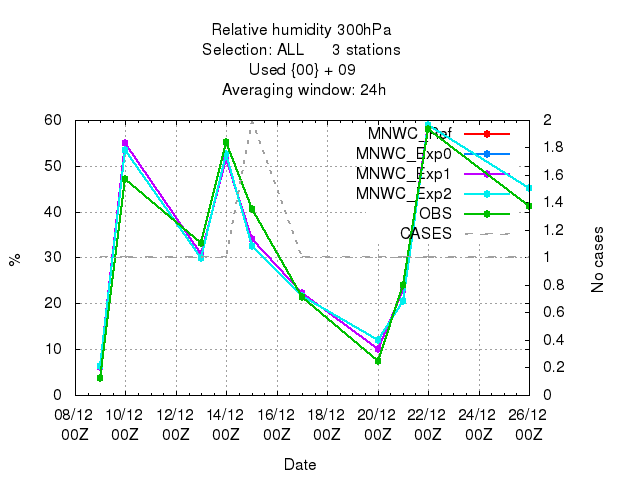 Relative humidity 300hPa
Selection: ALL 3 stations
Used {00} + 09
Averaging window: 24h
MNWC_Ref
MNWC_Exp0
MNWC_Exp1
MNWC_Exp2
OBS
CASES
60
50
40
30
20
10
0
%
2
1.8
1.6
1.4
1.2
1
0.8
0.6
0.4
0.2
0
No cases
08/12 10/12 12/12 14/12 16/12 18/12 20/12 22/12 24/12 26/12
00Z 00Z 00Z 00Z 00Z 00Z 00Z 00Z 00Z 00Z
Date